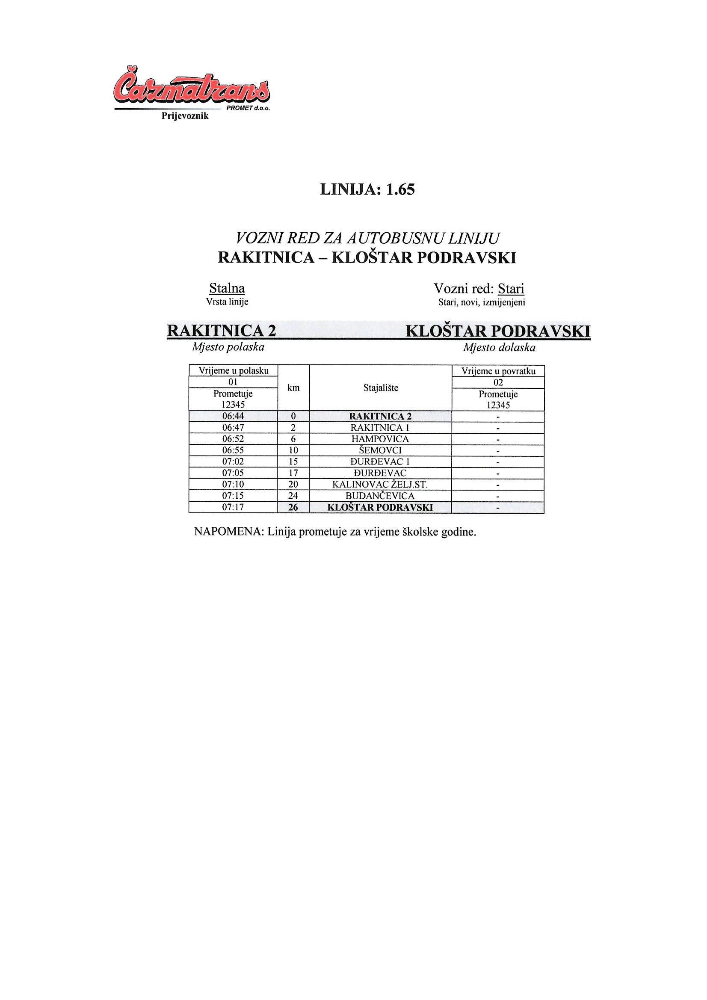 Čazmatrans
PROMET d.o.o.
Prijevoznik
LINIJA: 1.65
VOZNI RED ZA AUTOBUSNU LINIJU
RAKITNICA – KLOŠTAR PODRAVSKI
Stalna Vozni red: Stari
Vrsta linije Stari, novi, izmijenjeni
RAKITNICA 2 KLOŠTAR PODRAVSKI
Mjesto polaska Mjesto dolaska
Vrijeme u polasku km Stajalište Vrijeme u povratku
01 02
Prometuje Prometuje
12345 12345
06:44 0 RAKITNICA 2 -
06:47 2 RAKITNICA 1 -
06:52 6 HAMPOVICA -
06:55 10 ŠEMOVCI -
07:02 15 ĐURĐEVAC 1 -
07:05 17 ĐURĐEVAC -
07:10 20 KALINOVAC ŽELJ.ST. -
07:15 24 BUDANČEVICA -
07:17 26 KLOŠTAR PODRAVSKI -
NAPOMENA: Linija prometuje za vrijeme školske godine.